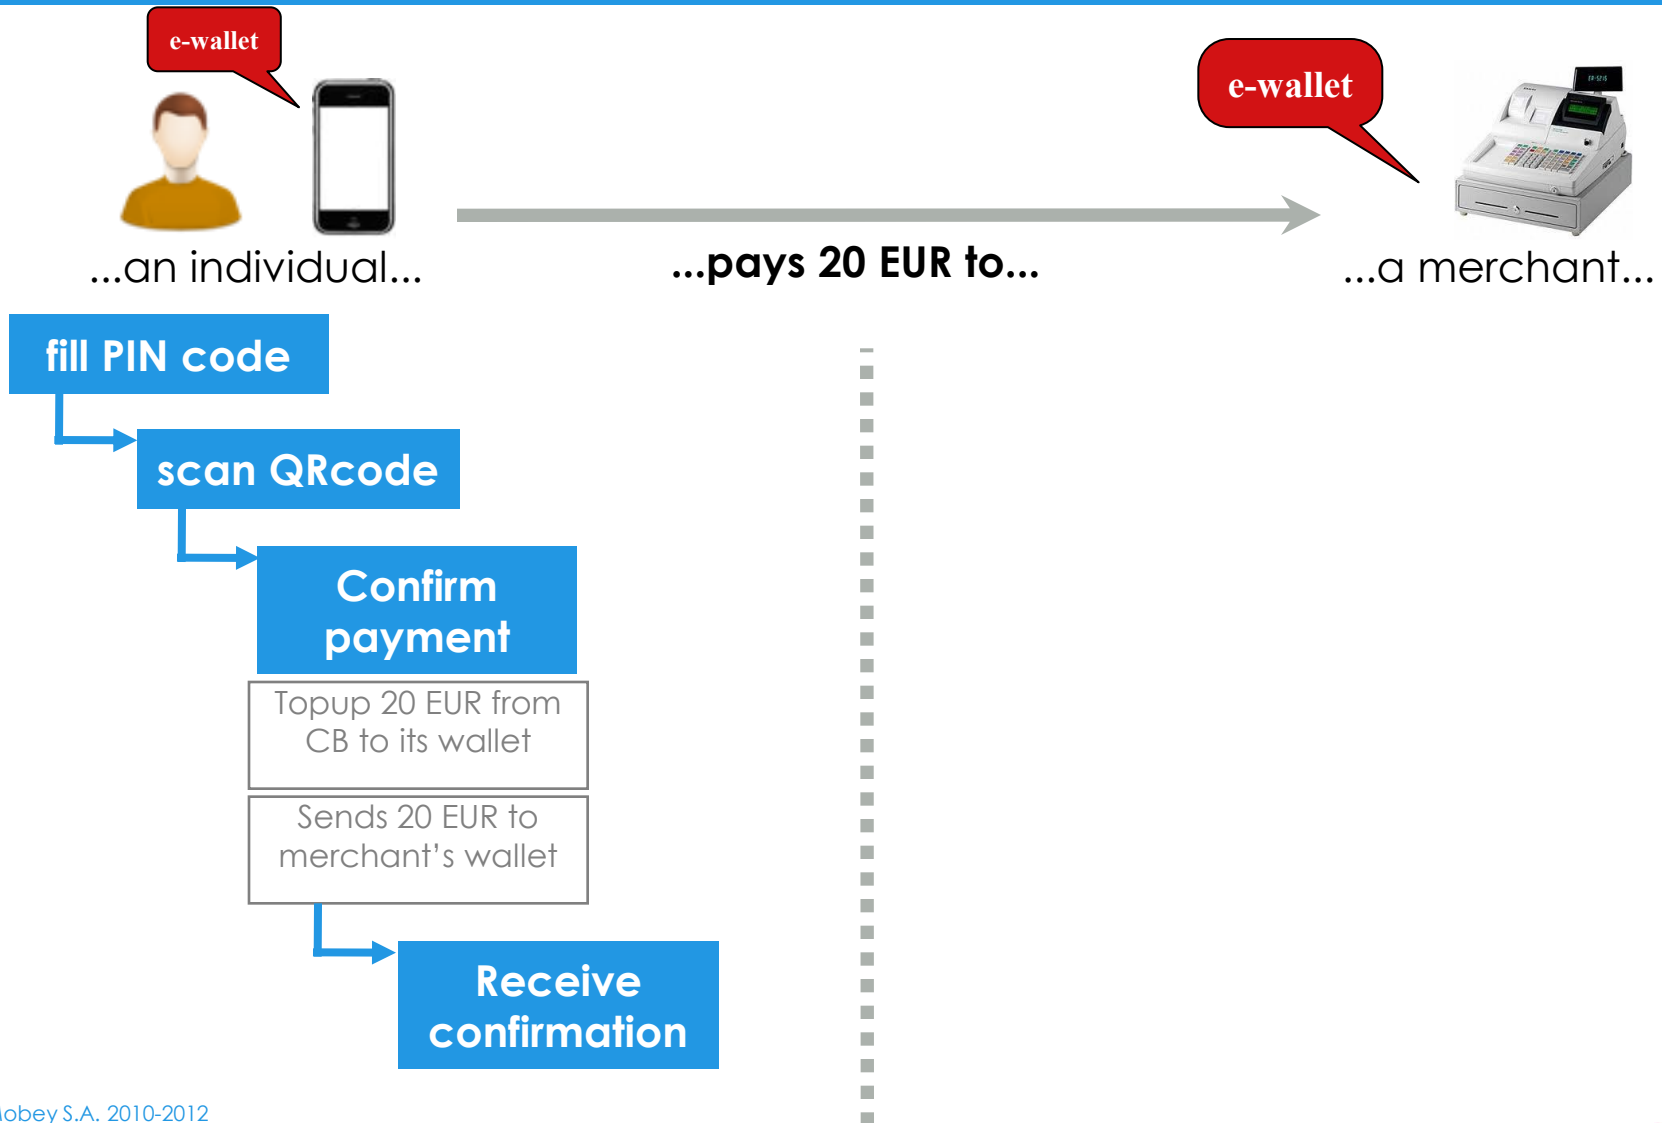 e-wallet
e-wallet
...an individual...
...pays 20 EUR to...
...a merchant...
fill PIN code
scan QRcode
Confirm
payment
Topup 20 EUR from
CB to its wallet
Sends 20 EUR to
merchant's wallet
Receive
confirmation
S.A. 2010-2012